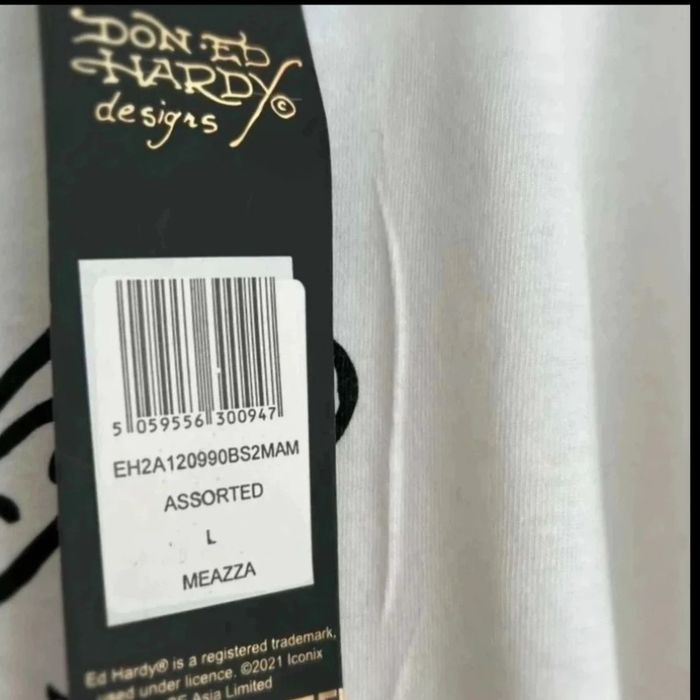 DON·ED
HARDY©
designs
5 059556 300947
EH2A120990BS2MAM
ASSORTED
L
MEAZZA
Ed Hardy® is a registered trademark,
used under licence. ©2021 Iconix
Asia Limited